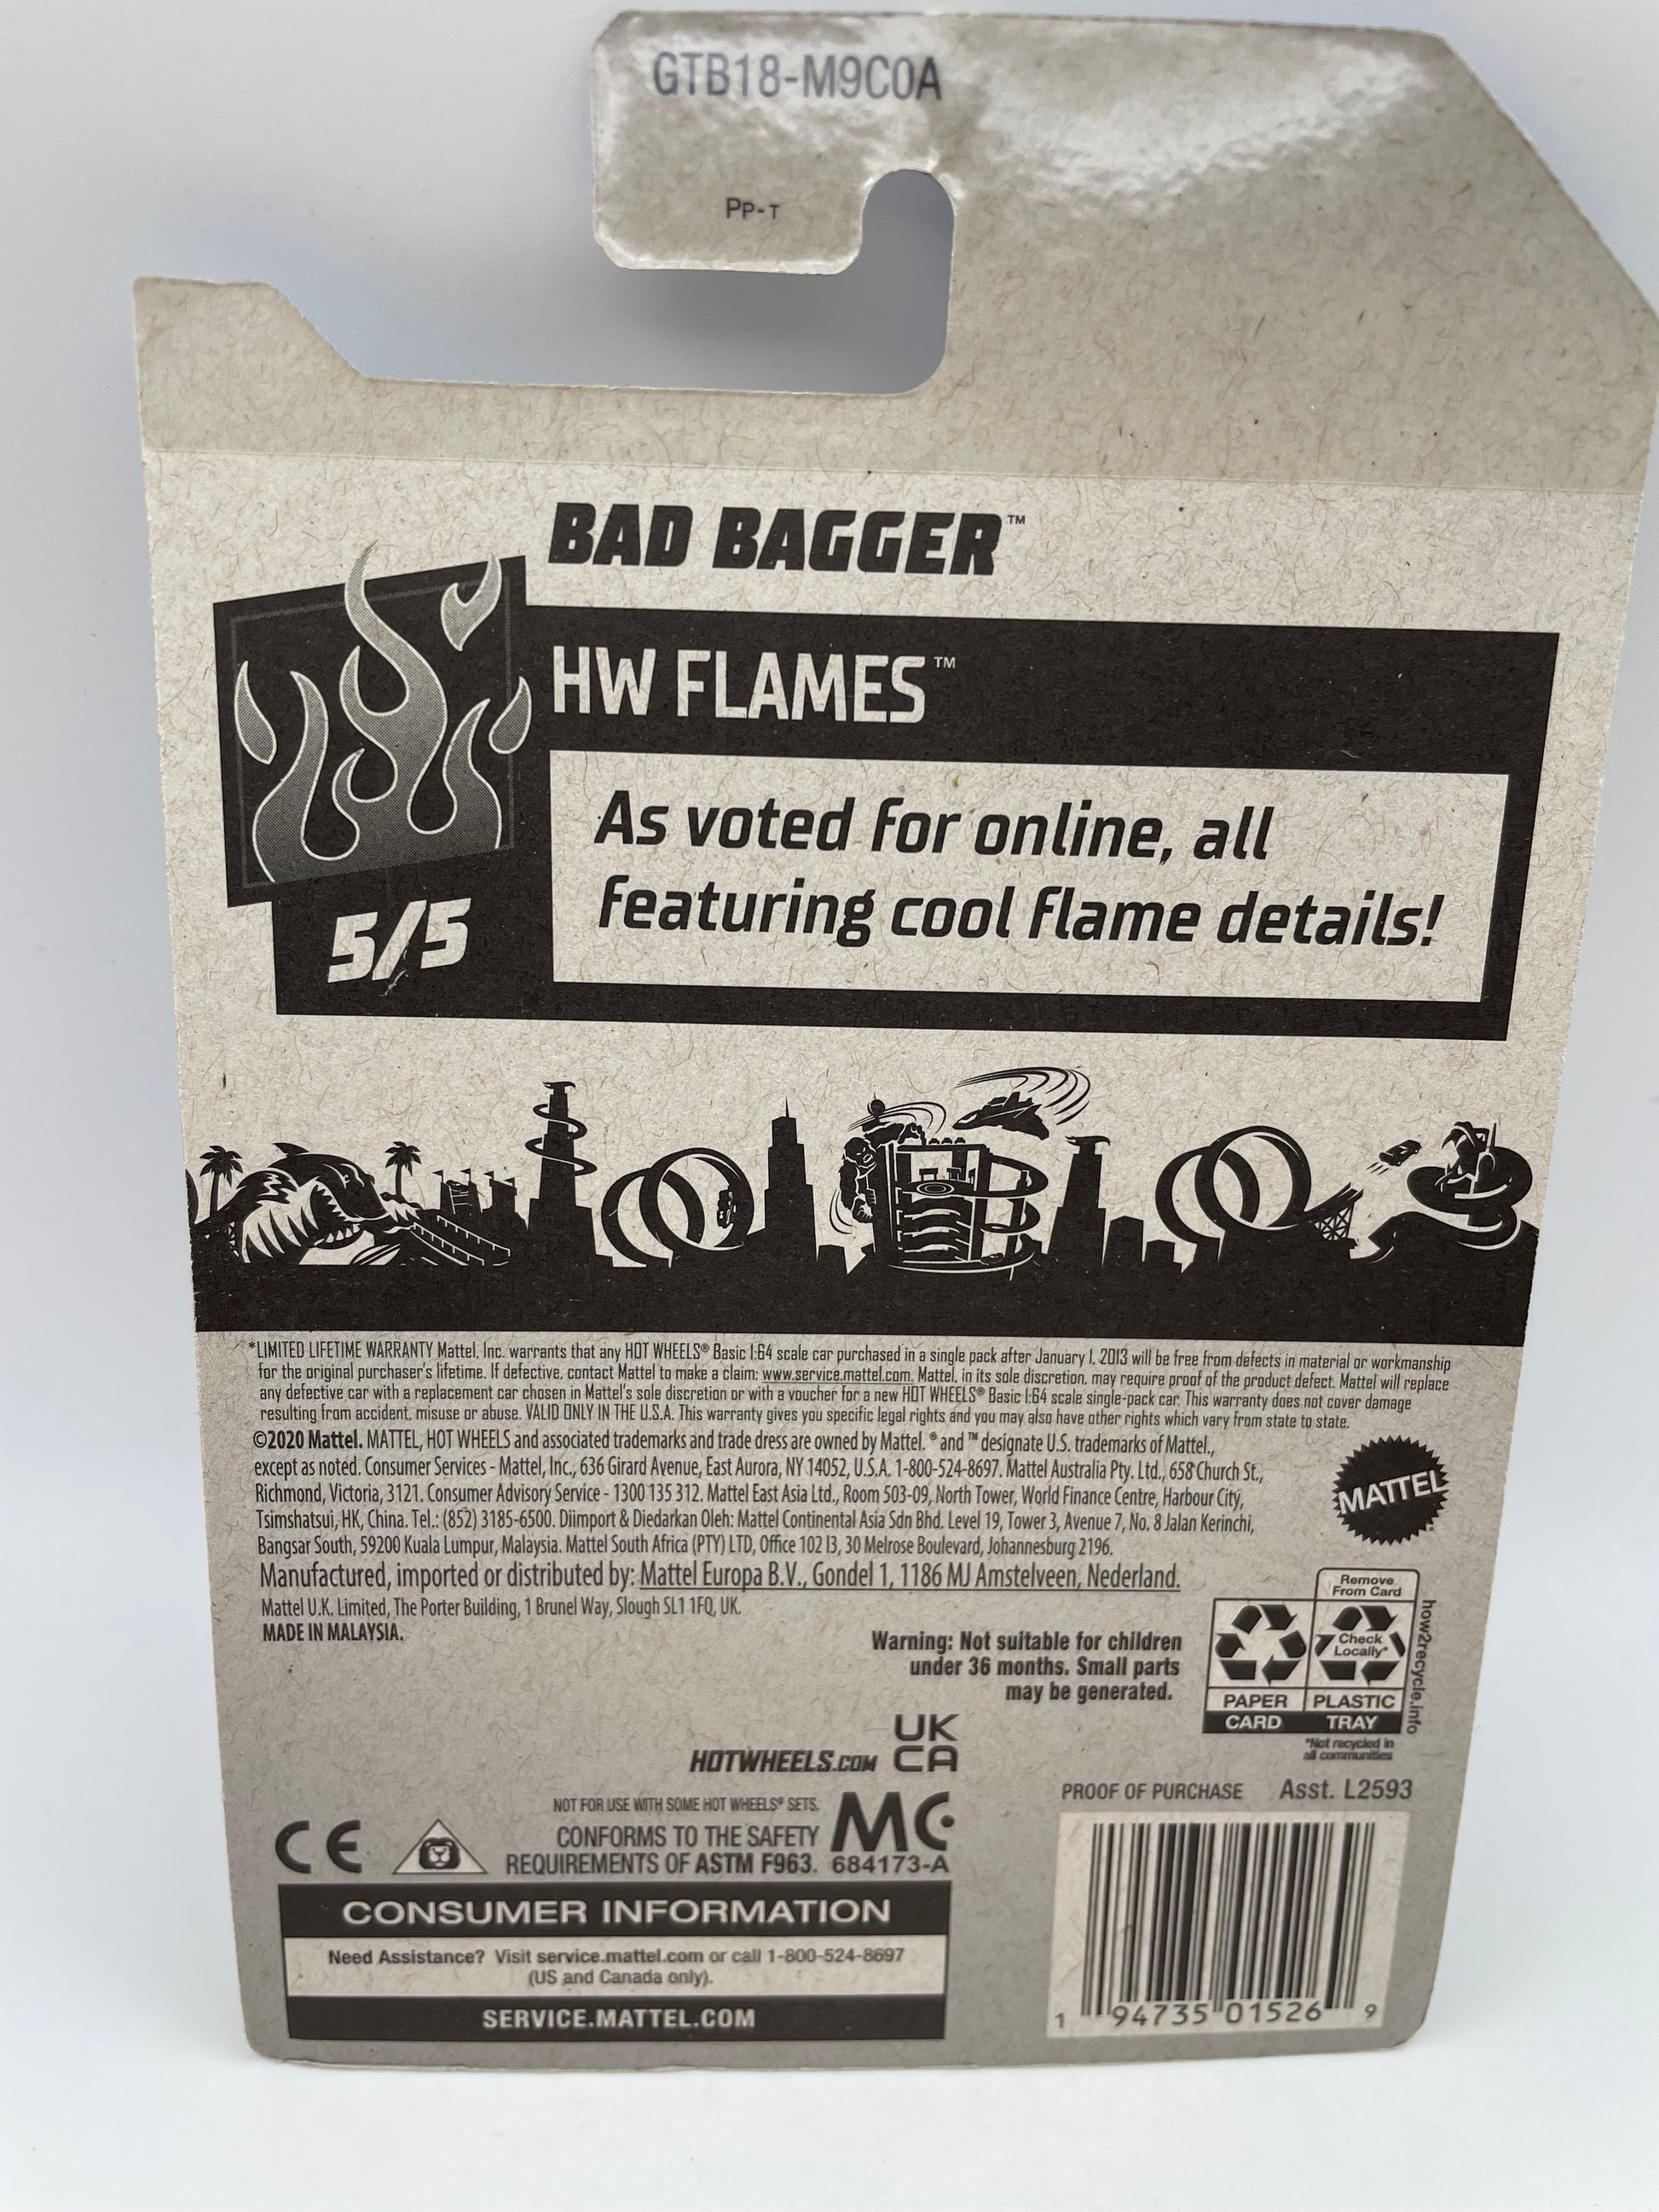 GTB18-M9C0A
PP-T
BAD BAGGER™
HW FLAMES™
As voted for online, all
featuring cool flame details!
5/5
*LIMITED LIFETIME WARRANTY Mattel, Inc. warrants that any HOT WHEELS® Basic 1:64 scale car purchased in a single pack after January 1, 2013 will be free from defects in material or workmanship
for the original purchaser's lifetime. If defective, contact Mattel to make a claim: www.service.mattel.com. Mattel, in its sole discretion, may require proof of the product defect. Mattel will replace
any defective car with a replacement car chosen in Mattel's sole discretion or with a voucher for a new HOT WHEELS® Basic 1:64 scale single-pack car. This warranty does not cover damage
resulting from accident, misuse or abuse. VALID ONLY IN THE U.S.A. This warranty gives you specific legal rights and you may also have other rights which vary from state to state.
©2020 Mattel. MATTEL, HOT WHEELS and associated trademarks and trade dress are owned by Mattel. ® and ™ designate U.S. trademarks of Mattel.,
except as noted. Consumer Services - Mattel, Inc., 636 Girard Avenue, East Aurora, NY 14052, U.S.A. 1-800-524-8697. Mattel Australia Pty. Ltd., 658 Church St.,
Richmond, Victoria, 3121. Consumer Advisory Service - 1300 135 312. Mattel East Asia Ltd., Room 503-09, North Tower, World Finance Centre, Harbour City,
Tsimshatsui, HK, China. Tel.: (852) 3185-6500. Diimport & Diedarkan Oleh: Mattel Continental Asia Sdn Bhd. Level 19, Tower 3, Avenue 7, No. 8 Jalan Kerinchi,
Bangsar South, 59200 Kuala Lumpur, Malaysia. Mattel South Africa (PTY) LTD, Office 102 I3, 30 Melrose Boulevard, Johannesburg 2196.
Manufactured, imported or distributed by: Mattel Europa B.V., Gondel 1, 1186 MJ Amstelveen, Nederland.
Mattel U.K. Limited, The Porter Building, 1 Brunel Way, Slough SL1 1FQ, UK.
MADE IN MALAYSIA.
MATTEL
Warning: Not suitable for children
under 36 months. Small parts
may be generated.
Remove
From Card
Check
Locally*
PAPER PLASTIC
CARD TRAY
*Not recycled in
all communities
how2recycle.info
HOTWHEELS.COM
UK
CA
NOT FOR USE WITH SOME HOT WHEELS® SETS.
CONFORMS TO THE SAFETY
REQUIREMENTS OF ASTM F963.
CE
MC
684173-A
PROOF OF PURCHASE Asst. L2593
1 94735 01526 9
CONSUMER INFORMATION
Need Assistance? Visit service.mattel.com or call 1-800-524-8697
(US and Canada only).
SERVICE.MATTEL.COM